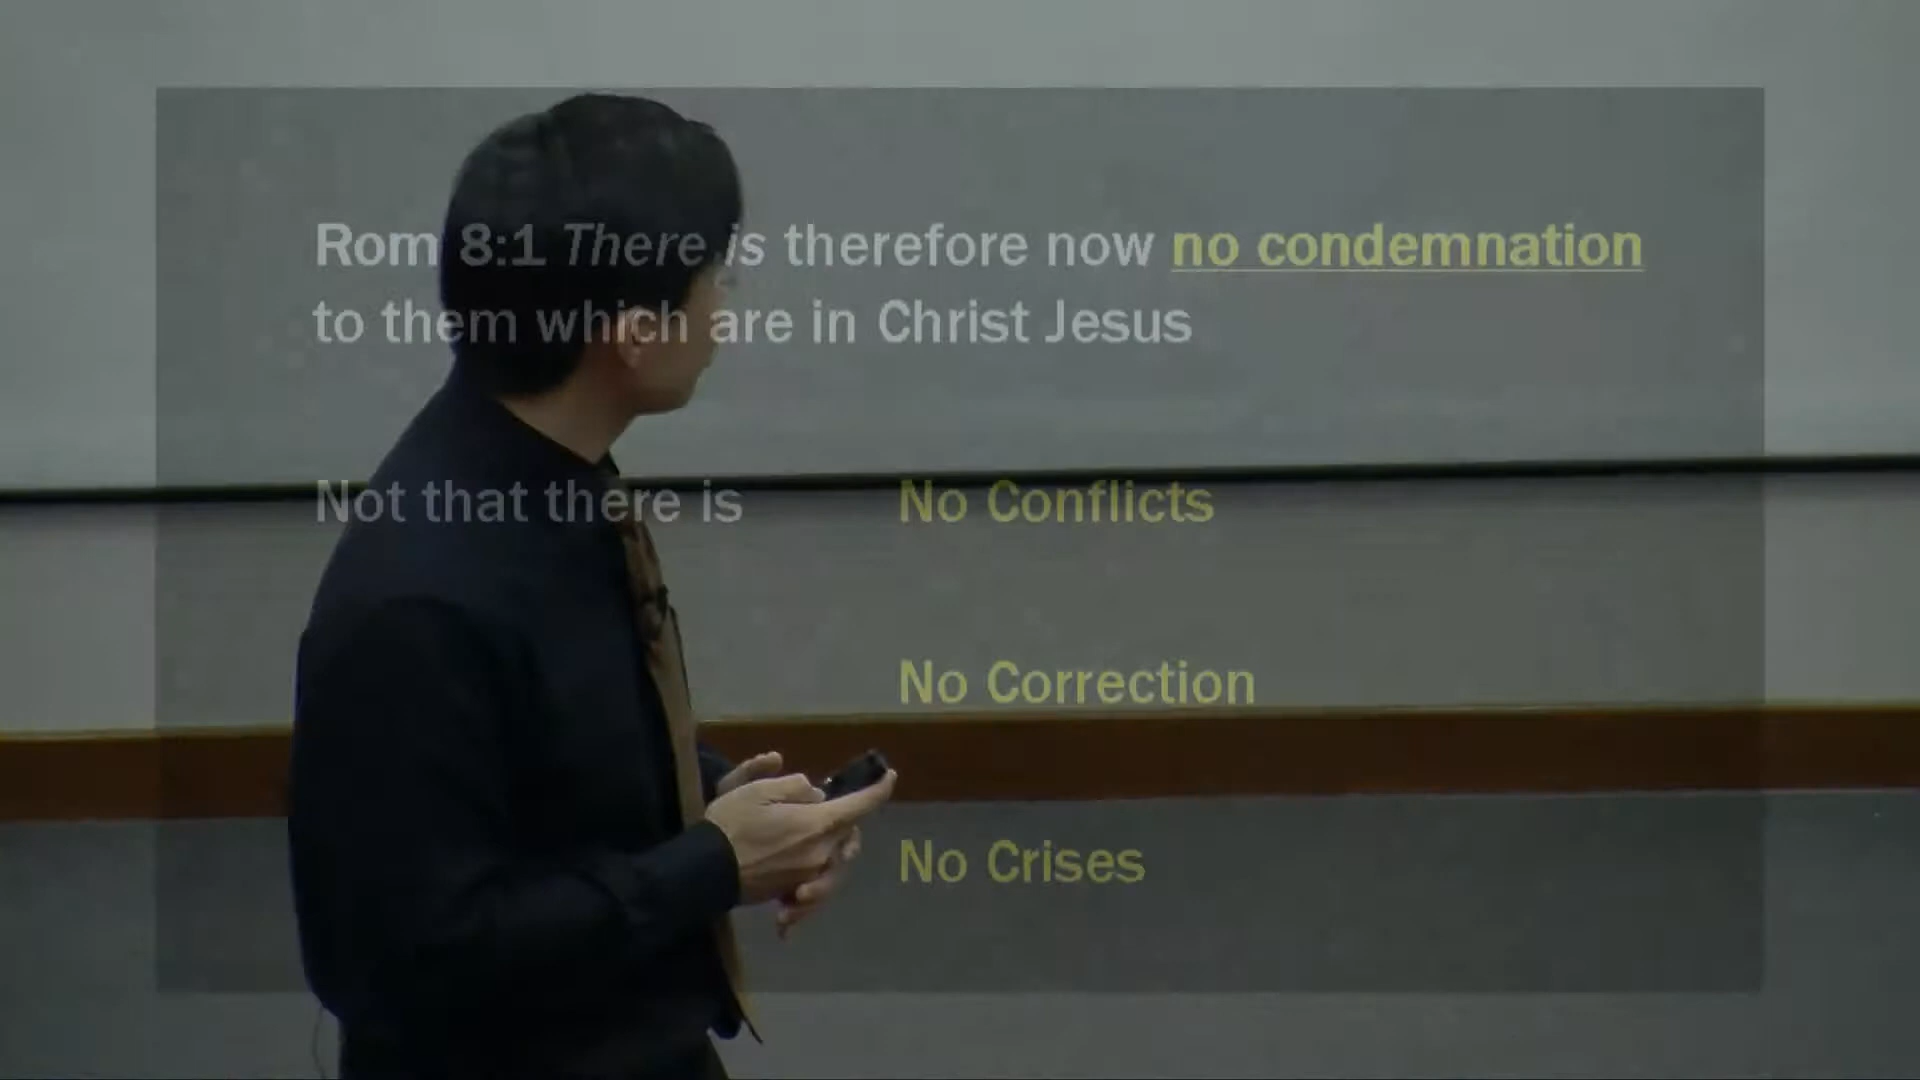 Rom 8:1 There is therefore now no condemnation
to them which are in Christ Jesus
Not that there is No Conflicts
No Correction
No Crises